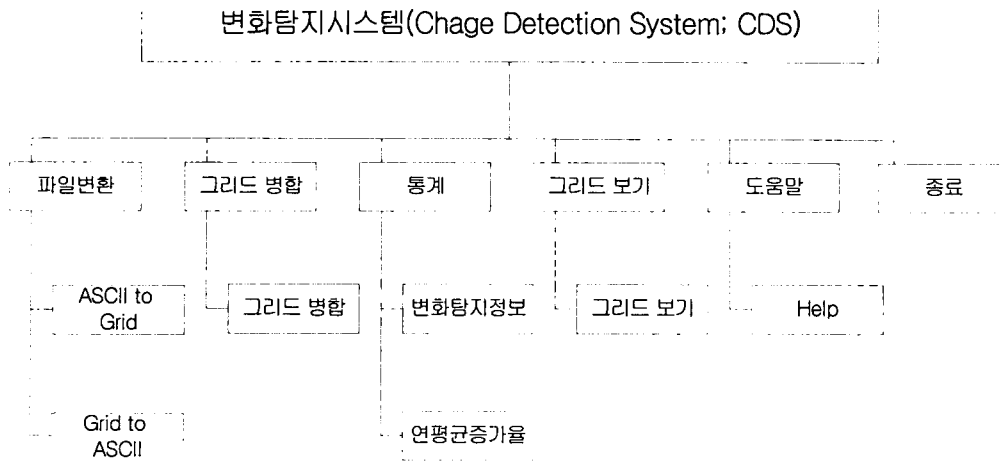 변화탐지시스템(Chage Detection System; CDS)
파일변환
그리드 병합
통계
그리드 보기
도움말
종료
ASCII to
Grid
그리드 병합
변화탐지정보
그리드 보기
Help
Grid to
ASCII
연평균증가율